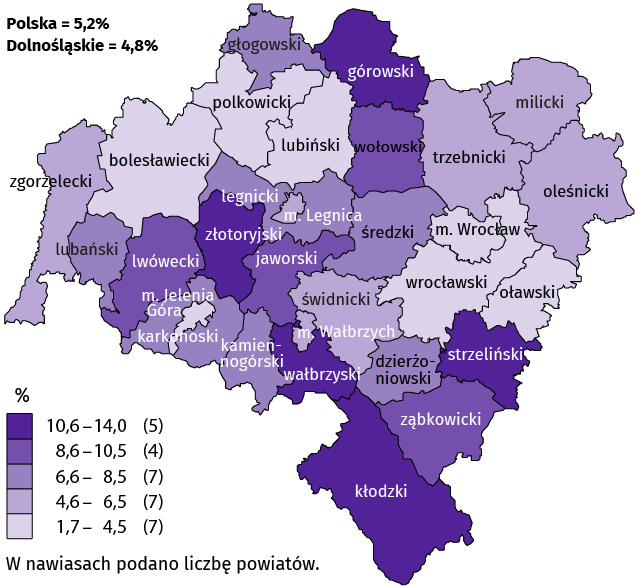 Polska = 5,2%
Dolnośląskie = 4,8%
głogowski
górowski
polkowicki
milicki
lubiński
wołowski
trzebnicki
bolesławiecki
zgorzelecki
oleśnicki
legnicki
m. Legnica
złotoryjski
średzki
m. Wrocław
lubański
lwówecki
jaworski
wrocławski
oławski
m. Jelenia
Góra
świdnicki
karkonoski
m. Wałbrzych
kamien-
nogórski
wałbrzyski
dzierżo-
niowski
strzeliński
ząbkowicki
kłodzki
%
10,6 – 14,0 (5)
8,6 – 10,5 (4)
6,6 – 8,5 (7)
4,6 – 6,5 (7)
1,7 – 4,5 (7)
W nawiasach podano liczbę powiatów.